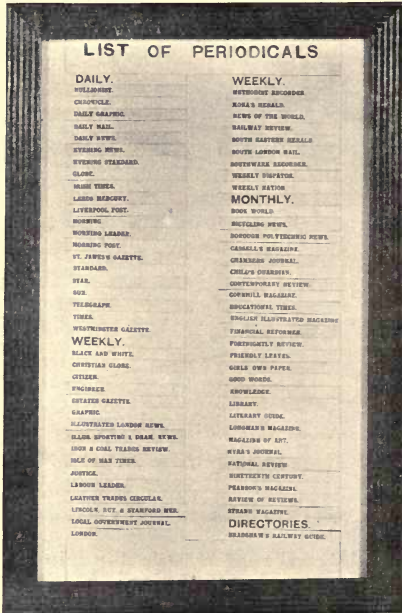 LIST OF PERIODICALS
DAILY.
BULLIONIST.
CHRONICLE.
DAILY GRAPHIC.
DAILY MAIL.
DAILY NEWS.
EVENING NEWS.
EVENING STANDARD.
GLOBE.
IRISH TIMES.
LEEDS MERCURY.
LIVERPOOL POST.
MORNING
MORNING LEADER.
MORNING POST.
ST. JAMES'S GAZETTE.
STANDARD.
STAR.
SUN.
TELEGRAPH.
TIMES.
WESTMINSTER GAZETTE.
WEEKLY.
BLACK AND WHITE.
CHRISTIAN GLOBE.
CITIZEN.
ENGINEER.
ESTATES GAZETTE.
GRAPHIC.
ILLUSTRATED LONDON NEWS.
ILLUS. SPORTING & DRAM. NEWS.
IRON & COAL TRADES REVIEW.
ISLE OF MAN TIMES.
JUSTICE.
LABOUR LEADER.
LEATHER TRADES CIRCULAR.
LINCOLN, RUT. & STAMFORD MER.
LOCAL GOVERNMENT JOURNAL.
LONDON.
WEEKLY.
METHODIST RECORDER.
HERALD.
NEWS OF THE WORLD.
RAILWAY REVIEW.
SOUTH EASTERN HERALD.
SOUTH LONDON MAIL.
SOUTHWARK RECORDER.
WEEKLY DISPATCH.
WEEKLY NATION
MONTHLY.
BOOK WORLD.
BICYCLING NEWS.
BOROUGH POLYTECHNIC NEWS.
CASSELL'S MAGAZINE.
CHAMBERS JOURNAL.
CHILD'S GUARDIAN.
CONTEMPORARY REVIEW.
CORNHILL MAGAZINE.
EDUCATIONAL TIMES.
ENGLISH ILLUSTRATED MAGAZINE
FINANCIAL REFORMER.
FORTNIGHTLY REVIEW.
FRIENDLY LEAVES.
GIRLS OWN PAPER.
GOOD WORDS.
KNOWLEDGE.
LIBRARY.
LITERARY GUIDE.
LONGMAN'S MAGAZINE.
MAGAZINE OF ART.
MYRA'S JOURNAL.
NATIONAL REVIEW.
NINETEENTH CENTURY.
PEARSON'S MAGAZINE.
REVIEW OF REVIEWS.
STRAND MAGAZINE.
DIRECTORIES.
BRADSHAW'S RAILWAY GUIDE.